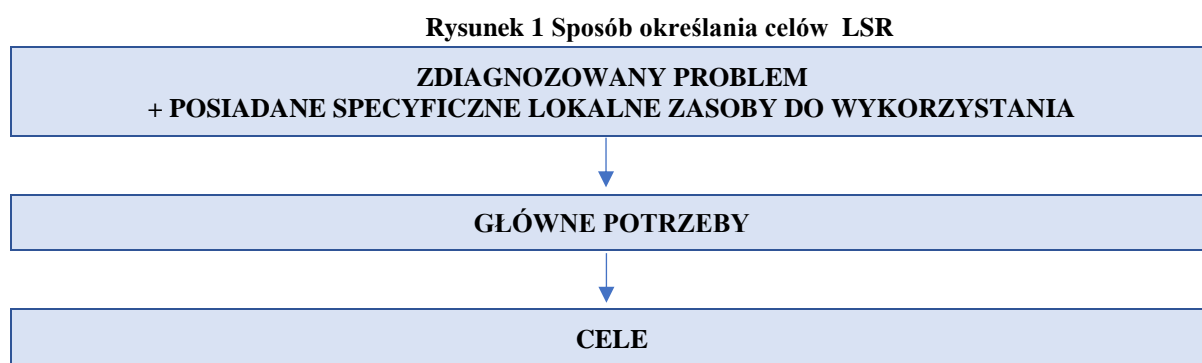 Rysunek 1 Sposób określania celów LSR
ZDIAGNOZOWANY PROBLEM
+ POSIADANE SPECYFICZNE LOKALNE ZASOBY DO WYKORZYSTANIA
GŁÓWNE POTRZEBY
CELE